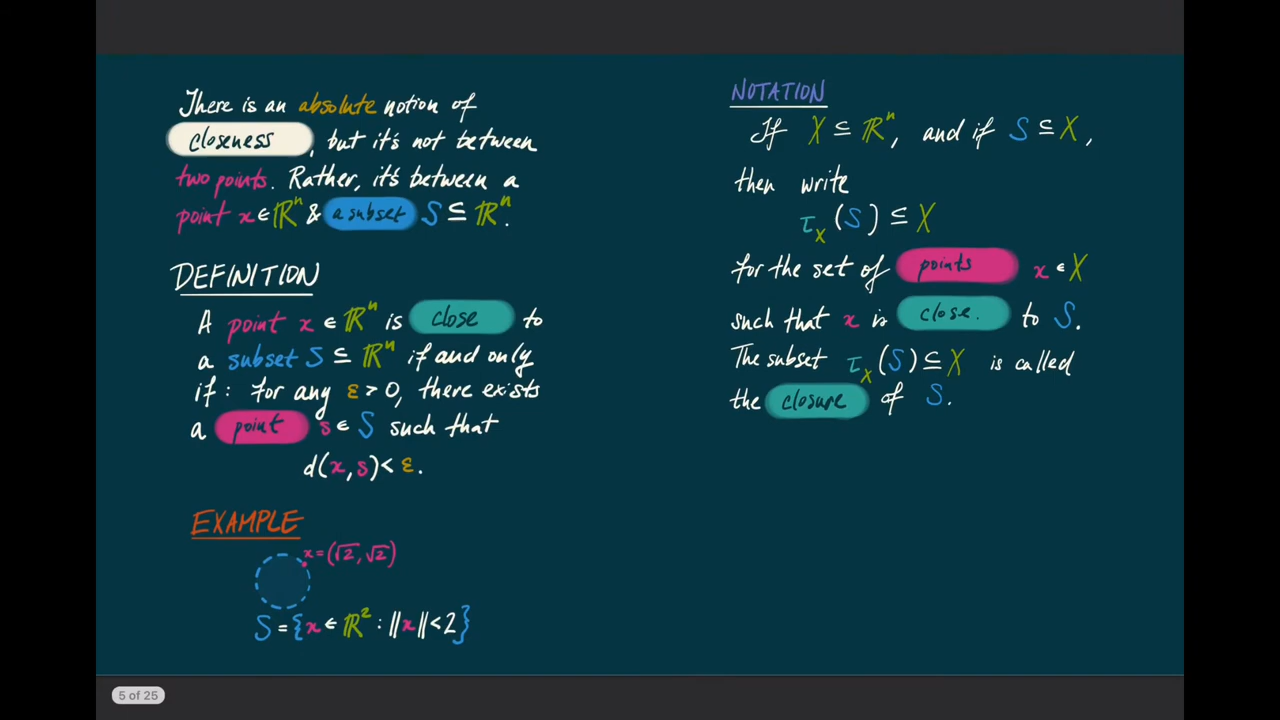 There is an absolute notion of
closeness, but it's not between
two points. Rather, it's between a
point x ∈ ℝⁿ & a subset S ⊆ ℝⁿ.
DEFINITION
A point x ∈ ℝⁿ is close to
a subset S ⊆ ℝⁿ if and only
if: for any ε > 0, there exists
a point s ∈ S such that
d(x, s) < ε.
EXAMPLE
x = (√2, √2)
S = {x ∈ ℝ² : ||x|| < 2}
NOTATION
If X ⊆ ℝⁿ, and if S ⊆ X,
then write
τ_X(S) ⊆ X
for the set of points x ∈ X
such that x is close. to S.
The subset τ_X(S) ⊆ X is called
the closure of S.
5 of 25